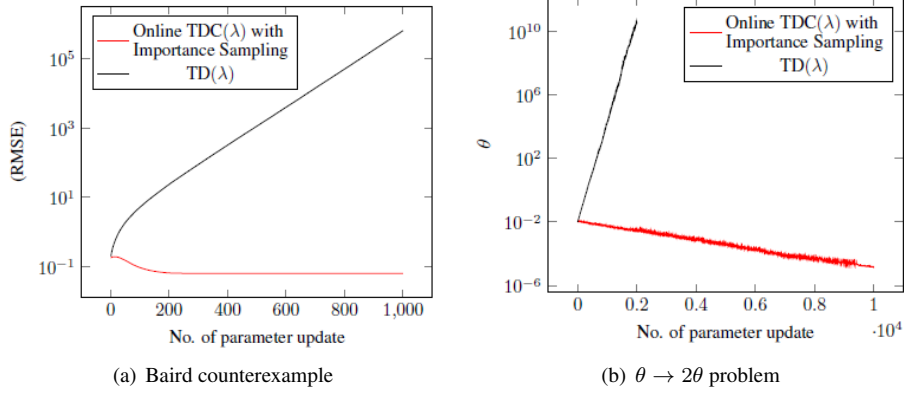 Online TDC(λ) with
Importance Sampling
TD(λ)
10^5
10^3
10^1
10^−1
(RMSE)
0
200
400
600
800
1,000
No. of parameter update
(a) Baird counterexample
Online TDC(λ) with
Importance Sampling
TD(λ)
10^10
10^6
10^2
10^−2
10^−6
θ
0
0.2
0.4
0.6
0.8
1
·10^4
No. of parameter update
(b) θ → 2θ problem